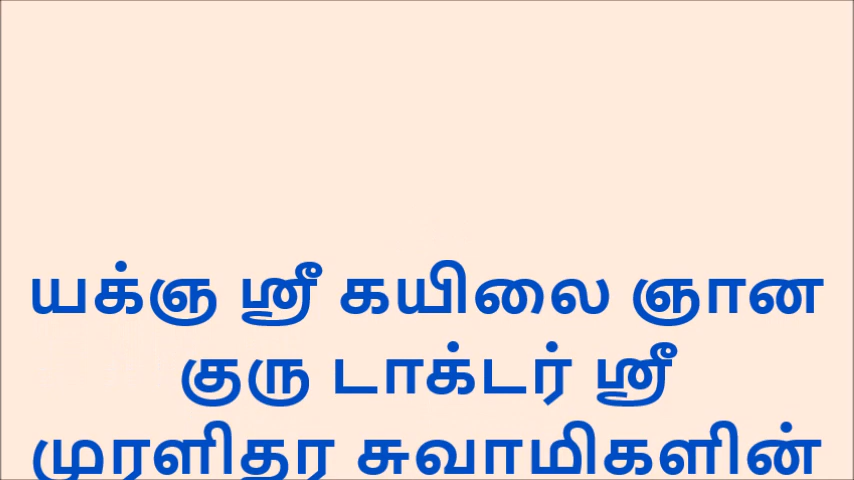 யக்ஞ ஸ்ரீ கயிலை ஞான
குரு டாக்டர் ஸ்ரீ
முரளிதர சுவாமிகளின்